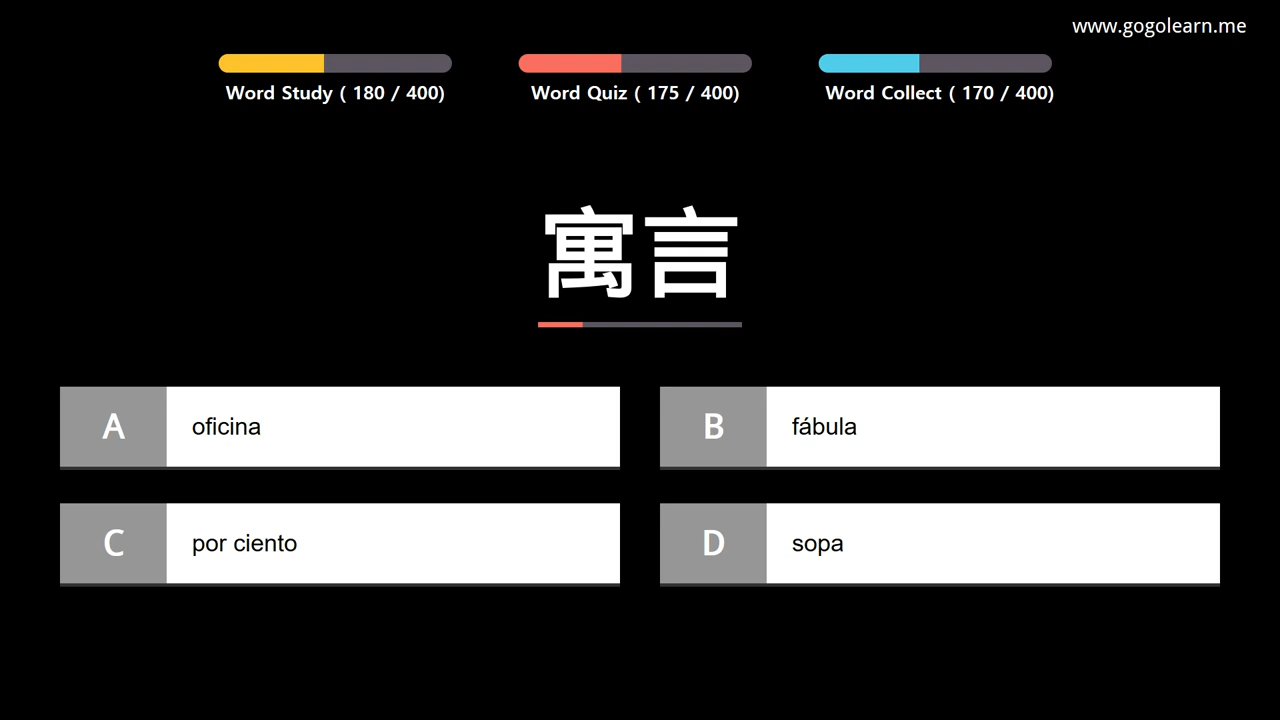 www.gogolearn.me
Word Study ( 180 / 400)
Word Quiz ( 175 / 400)
Word Collect ( 170 / 400)
寓言
A oficina
B fábula
C por ciento
D sopa